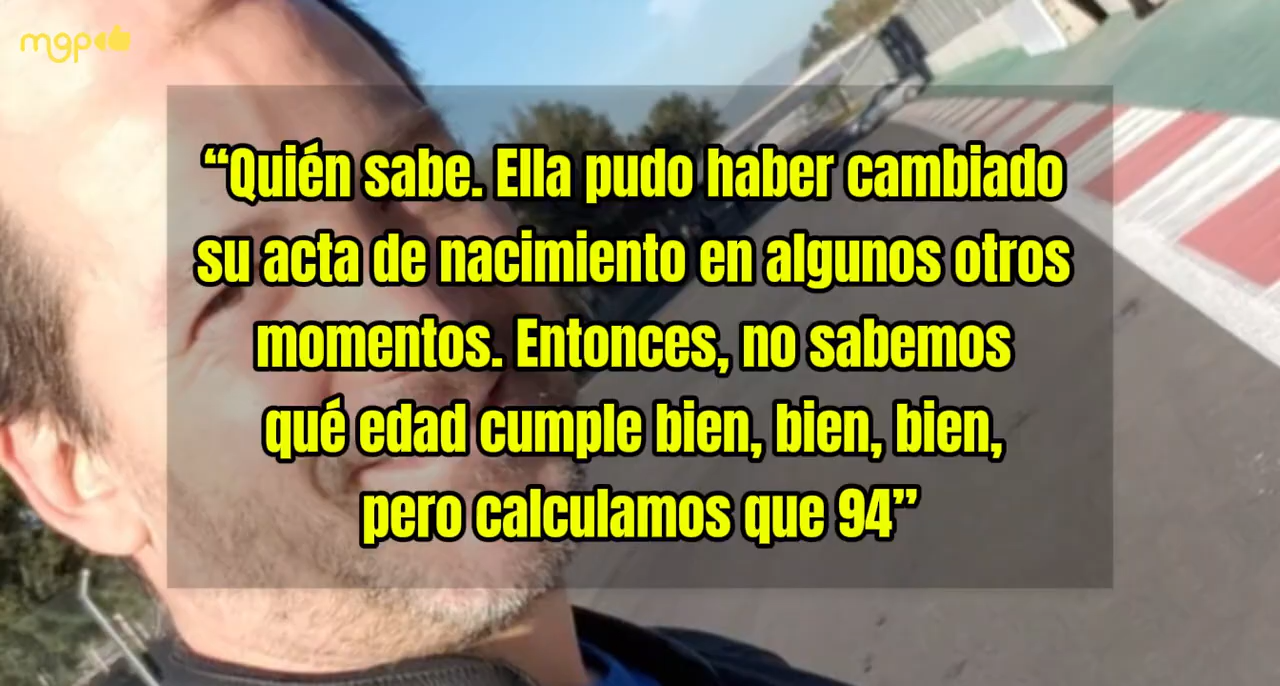 mgp
“Quién sabe. Ella pudo haber cambiado
su acta de nacimiento en algunos otros
momentos. Entonces, no sabemos
qué edad cumple bien, bien, bien,
pero calculamos que 94”